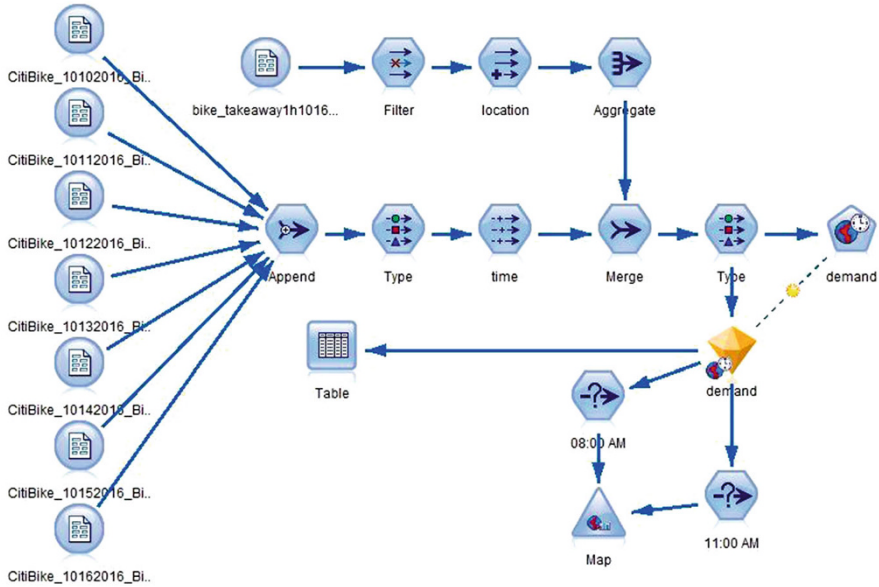 CitiBike_10102016_Bi..
bike_takeaway1h1016...
Filter
location
Aggregate
CitiBike_10112016_Bi..
CitiBike_10122016_Bi..
Append
Type
time
Merge
Type
demand
CitiBike_10132016_Bi..
Table
demand
CitiBike_10142016_Bi..
08:00 AM
CitiBike_10152016_Bi..
Map
11:00 AM
CitiBike_10162016_Bi..